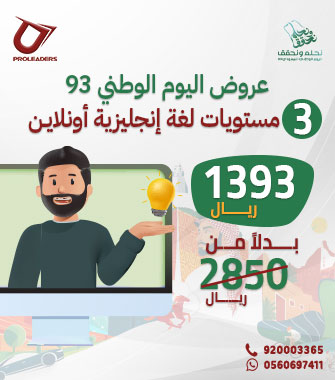 PROLEADERS
نحلم ونحقق
عروض اليوم الوطني 93
3 مستويات لغة إنجليزية أونلاين
1393
ريال
بدلاً من
2850
ريال
920003365
0560697411